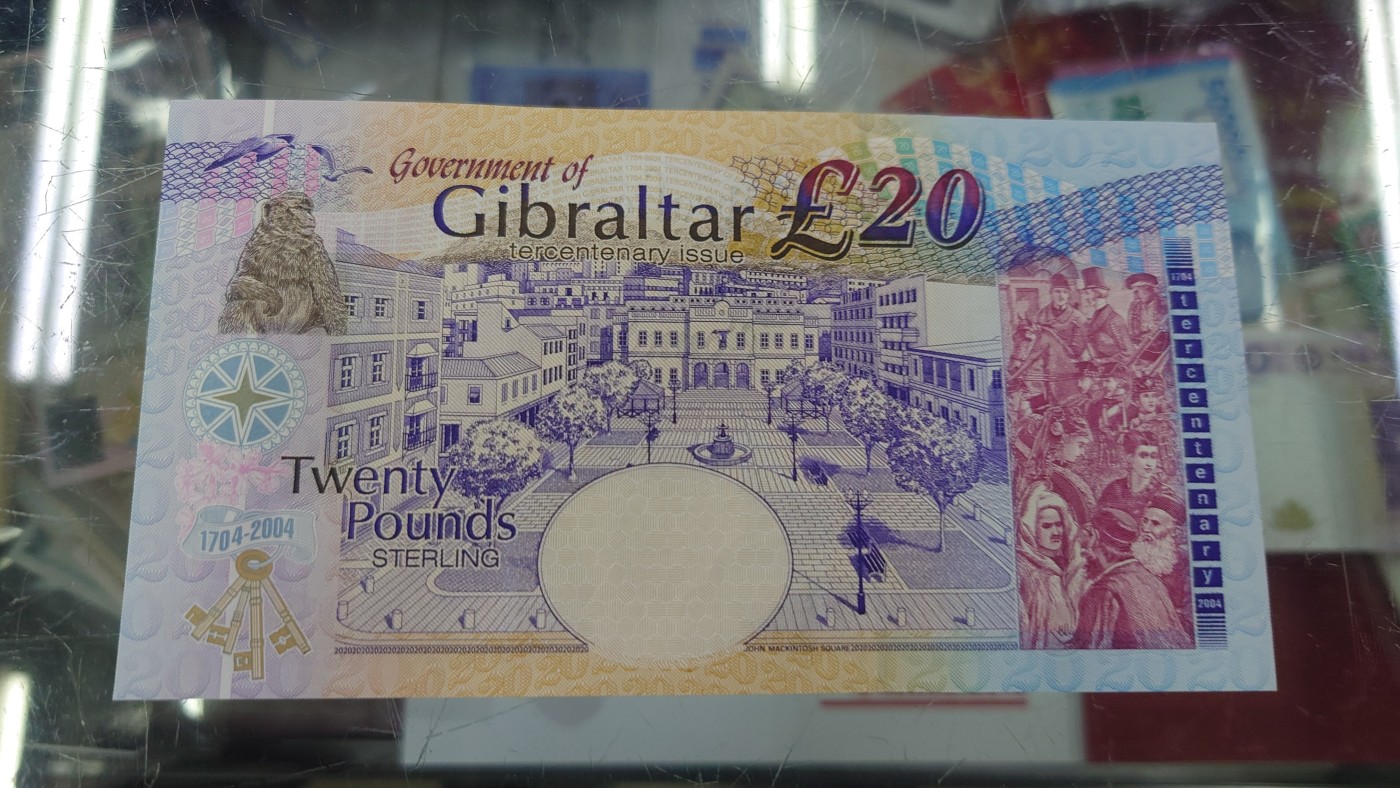 Government of
Gibraltar £20
tercentenary issue
Twenty
Pounds
STERLING
1704-2004
JOHN MACKINTOSH SQUARE
1704
tercentenary
2004